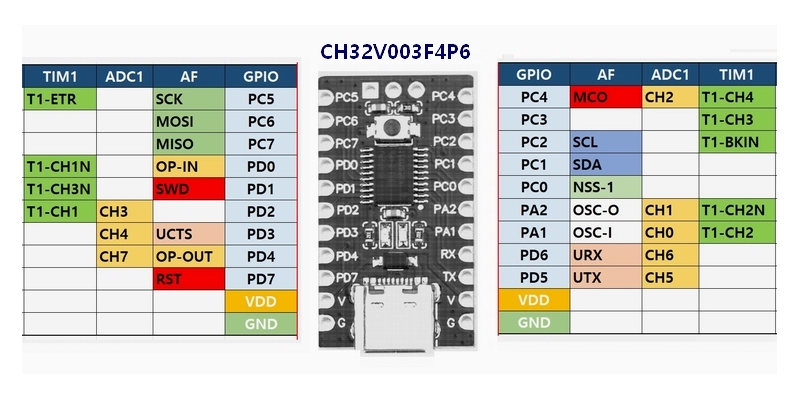 CH32V003F4P6
TIM1 ADC1 AF GPIO
T1-ETR SCK PC5
MOSI PC6
MISO PC7
T1-CH1N OP-IN PD0
T1-CH3N SWD PD1
T1-CH1 CH3 PD2
CH4 UCTS PD3
CH7 OP-OUT PD4
RST PD7
VDD
GND
PC5 PC4
PC6 PC3
PC7 PC2
PD0 PC1
PD1 PC0
PD2 PA2
PD3 PA1
PD4 RX
PD7 TX
V V
G G
GPIO AF ADC1 TIM1
PC4 MCO CH2 T1-CH4
PC3 T1-CH3
PC2 SCL T1-BKIN
PC1 SDA
PC0 NSS-1
PA2 OSC-O CH1 T1-CH2N
PA1 OSC-I CH0 T1-CH2
PD6 URX CH6
PD5 UTX CH5
VDD
GND